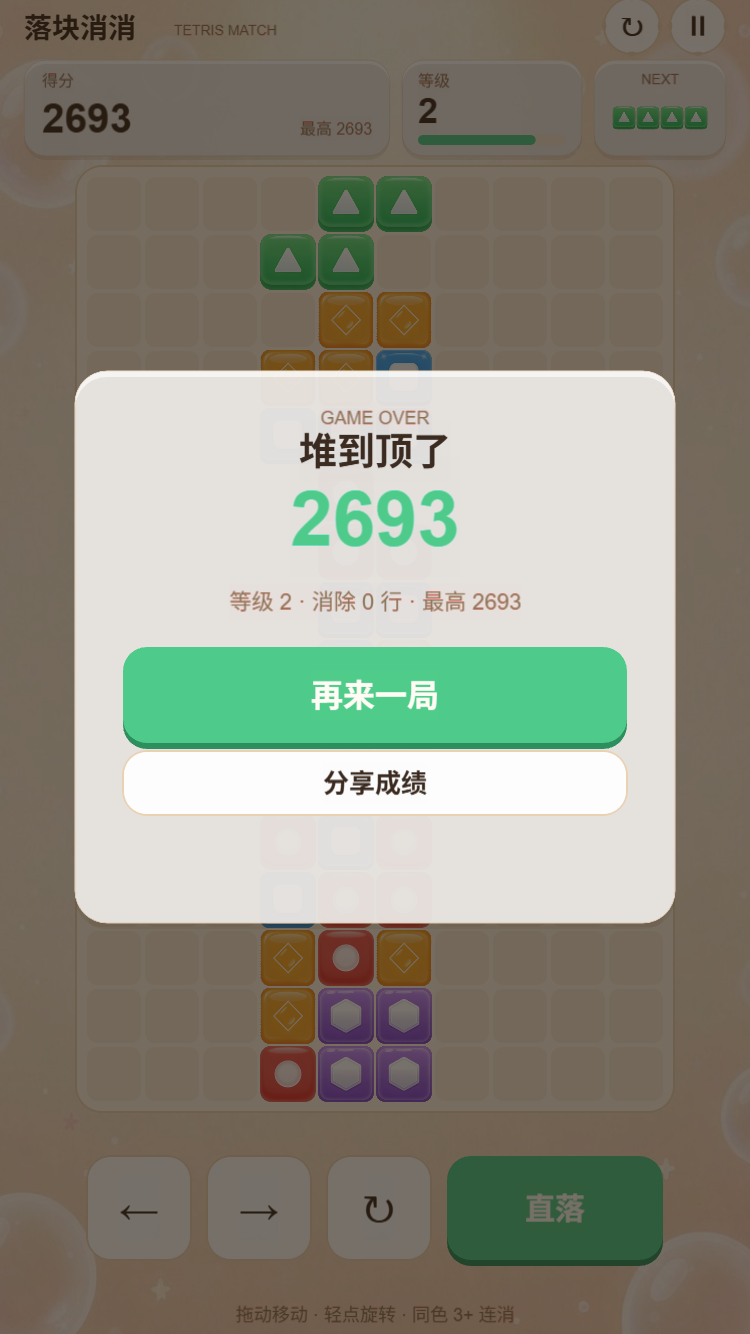 落块消消 TETRIS MATCH ↻ II
得分 等级 NEXT
2693 最高 2693 2
GAME OVER
堆到顶了
2693
等级 2 · 消除 0 行 · 最高 2693
再来一局
分享成绩
← → ↻ 直落
拖动移动 · 轻点旋转 · 同色 3+ 连消